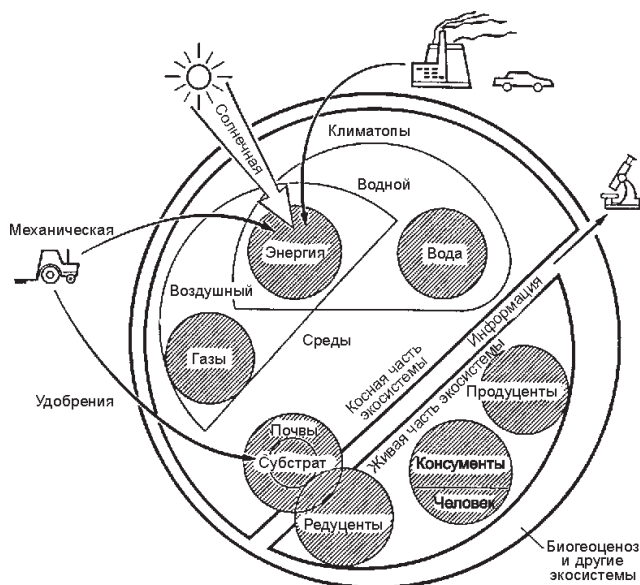 Солнечная
Климатопы
Водной
Механическая
Энергия
Вода
Воздушный
Среды
Газы
Информация
Косная часть
экосистемы
Живая часть экосистемы
Удобрения
Продуценты
Почвы
Субстрат
Консументы
Человек
Редуценты
Биогеоценоз
и другие
экосистемы